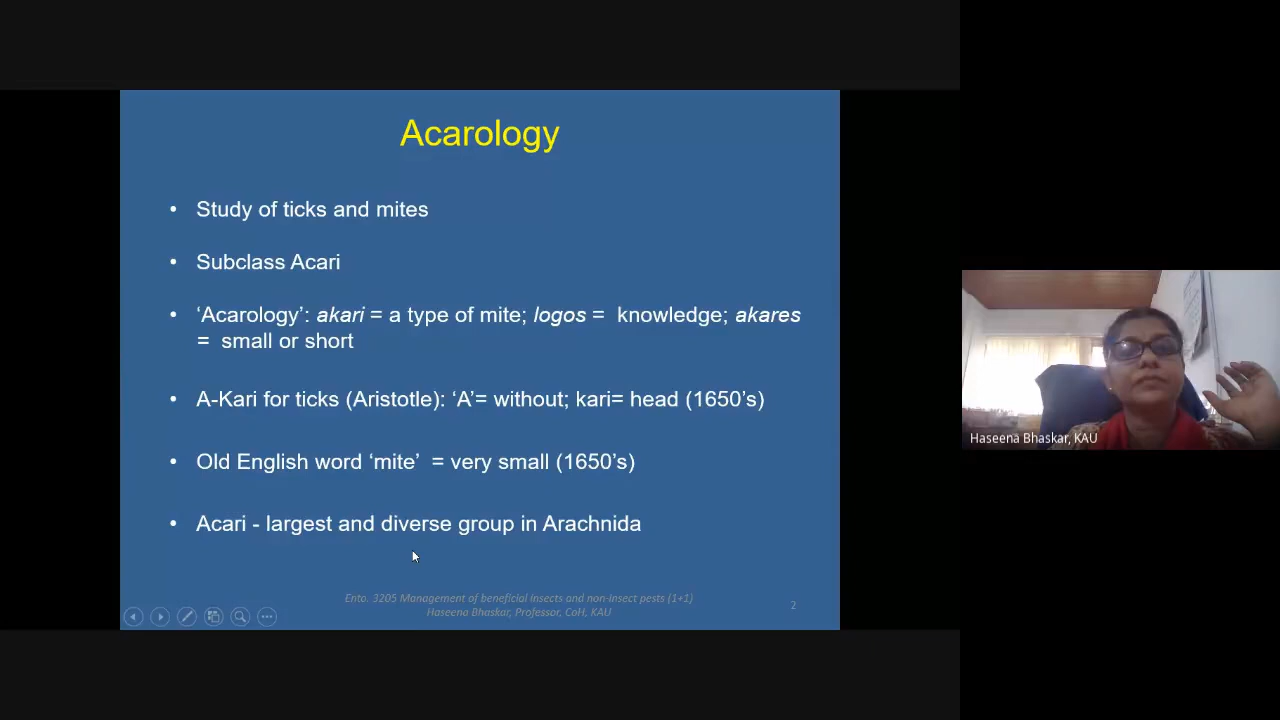 Acarology
• Study of ticks and mites
• Subclass Acari
• ‘Acarology’: akari = a type of mite; logos = knowledge; akares
= small or short
• A-Kari for ticks (Aristotle): ‘A’= without; kari= head (1650’s)
• Old English word ‘mite’ = very small (1650’s)
• Acari - largest and diverse group in Arachnida
Ento. 3205 Management of beneficial insects and non-insect pests (1+1)
Haseena Bhaskar, Professor, CoH, KAU
2
Haseena Bhaskar, KAU